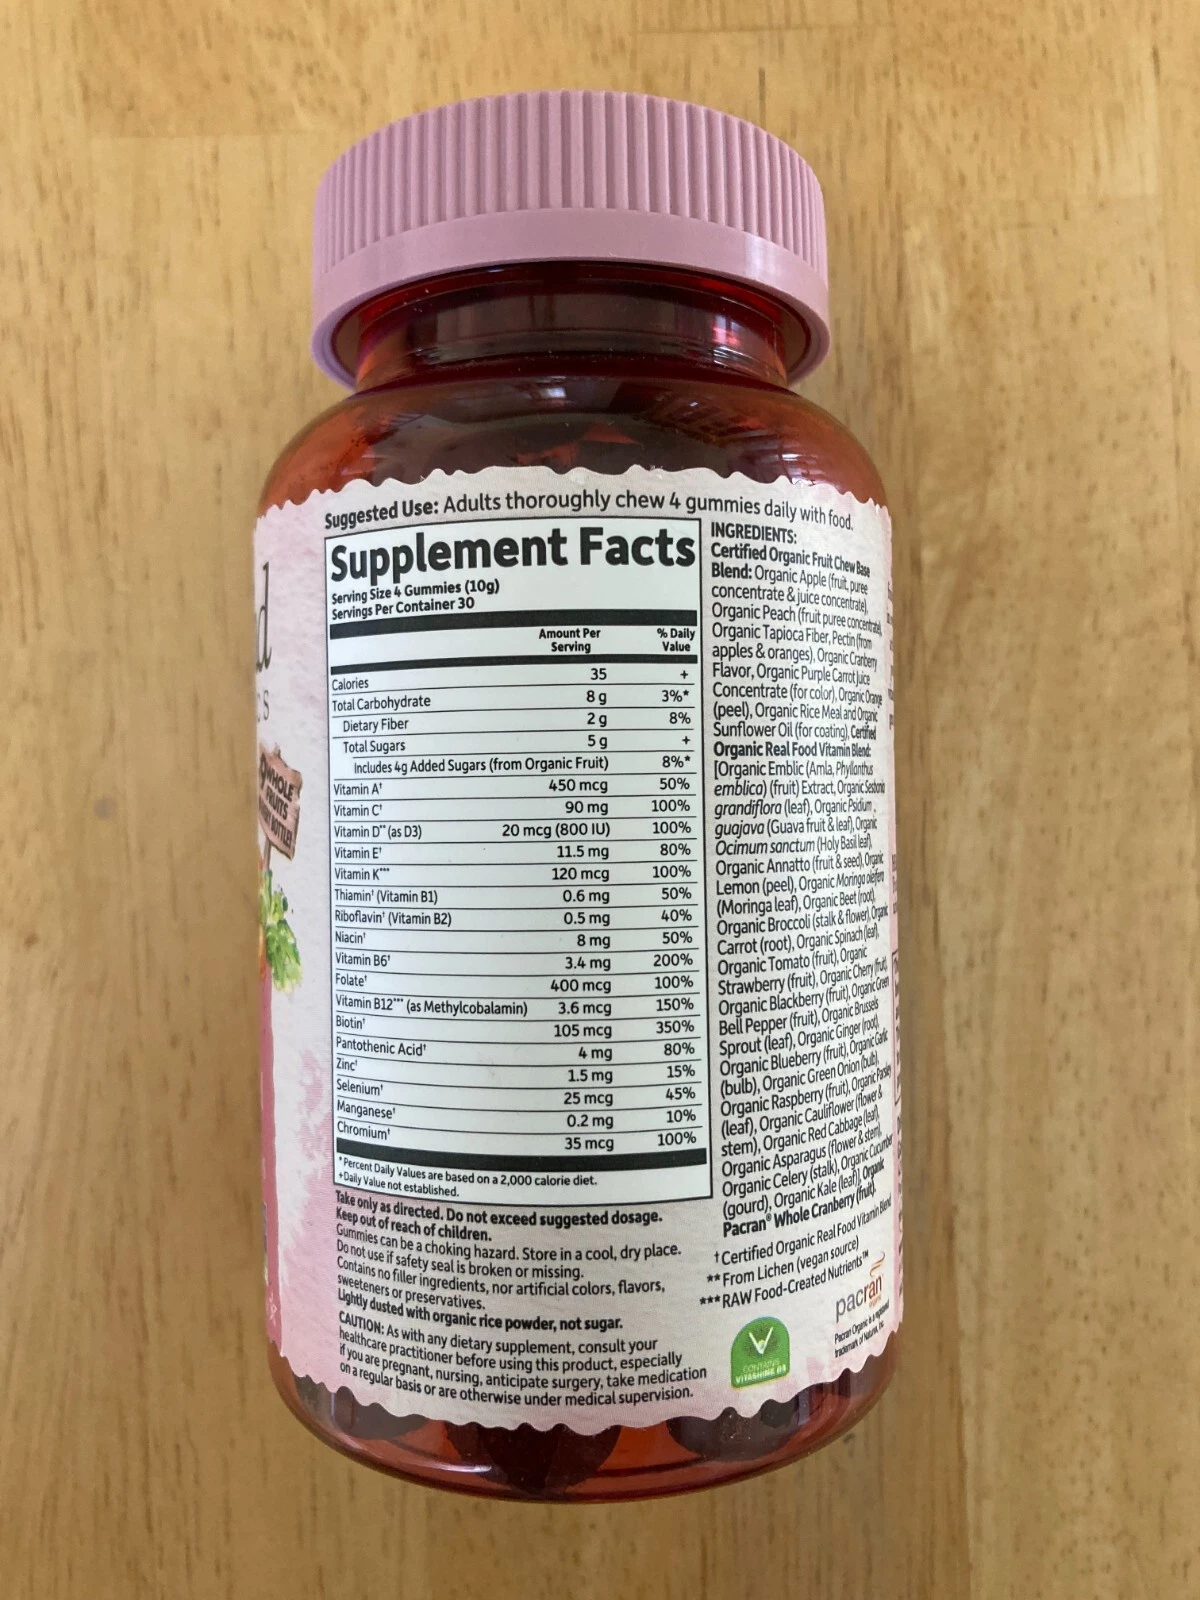 d
cs
9 WHOLE
FRUITS
BOTTLE!
Suggested Use: Adults thoroughly chew 4 gummies daily with food.
Supplement Facts
Serving Size 4 Gummies (10g)
Servings Per Container 30
Amount Per Serving % Daily Value
Calories 35 +
Total Carbohydrate 8 g 3%*
Dietary Fiber 2 g 8%
Total Sugars 5 g +
Includes 4g Added Sugars (from Organic Fruit) 8%*
Vitamin A† 450 mcg 50%
Vitamin C† 90 mg 100%
Vitamin D** (as D3) 20 mcg (800 IU) 100%
Vitamin E† 11.5 mg 80%
Vitamin K*** 120 mcg 100%
Thiamin† (Vitamin B1) 0.6 mg 50%
Riboflavin† (Vitamin B2) 0.5 mg 40%
Niacin† 8 mg 50%
Vitamin B6† 3.4 mg 200%
Folate† 400 mcg 100%
Vitamin B12*** (as Methylcobalamin) 3.6 mcg 150%
Biotin† 105 mcg 350%
Pantothenic Acid† 4 mg 80%
Zinc† 1.5 mg 15%
Selenium† 25 mcg 45%
Manganese† 0.2 mg 10%
Chromium† 35 mcg 100%
*Percent Daily Values are based on a 2,000 calorie diet.
+Daily Value not established.
Take only as directed. Do not exceed suggested dosage.
Keep out of reach of children.
Gummies can be a choking hazard. Store in a cool, dry place.
Do not use if safety seal is broken or missing.
Contains no filler ingredients, nor artificial colors, flavors,
sweeteners or preservatives.
Lightly dusted with organic rice powder, not sugar.
CAUTION: As with any dietary supplement, consult your
healthcare practitioner before using this product, especially
if you are pregnant, nursing, anticipate surgery, take medication
on a regular basis or are otherwise under medical supervision.
INGREDIENTS:
Certified Organic Fruit Chew Base
Blend: Organic Apple (fruit, puree
concentrate & juice concentrate),
Organic Peach (fruit puree concentrate),
Organic Tapioca Fiber, Pectin (from
apples & oranges), Organic Cranberry
Flavor, Organic Purple Carrot Juice
Concentrate (for color), Organic Orange
(peel), Organic Rice Meal and Organic
Sunflower Oil (for coating), Certified
Organic Real Food Vitamin Blend:
[Organic Emblic (Amla, Phyllanthus
emblica) (fruit) Extract, Organic Sesbania
grandiflora (leaf), Organic Psidium
guajava (Guava fruit & leaf), Organic
Ocimum sanctum (Holy Basil leaf),
Organic Annatto (fruit & seed), Organic
Lemon (peel), Organic Moringa oleifera
(Moringa leaf), Organic Beet (root),
Organic Broccoli (stalk & flower), Organic
Carrot (root), Organic Spinach (leaf),
Organic Tomato (fruit), Organic
Strawberry (fruit), Organic Cherry (fruit),
Organic Blackberry (fruit), Organic Green
Bell Pepper (fruit), Organic Brussels
Sprout (leaf), Organic Ginger (root),
Organic Blueberry (fruit), Organic Garlic
(bulb), Organic Green Onion (bulb),
Organic Raspberry (fruit), Organic Parsley
(leaf), Organic Cauliflower (flower &
stem), Organic Red Cabbage (leaf),
Organic Asparagus (flower & stem),
Organic Celery (stalk), Organic Cucumber
(gourd), Organic Kale (leaf)], Organic
Pacran® Whole Cranberry (fruit).
† Certified Organic Real Food Vitamin Blend
** From Lichen (vegan source)
*** RAW Food-Created Nutrients™
CONTAINS
VITASHINE D3
pacran
Pacran Organic is a registered
trademark of Naturex, Inc.